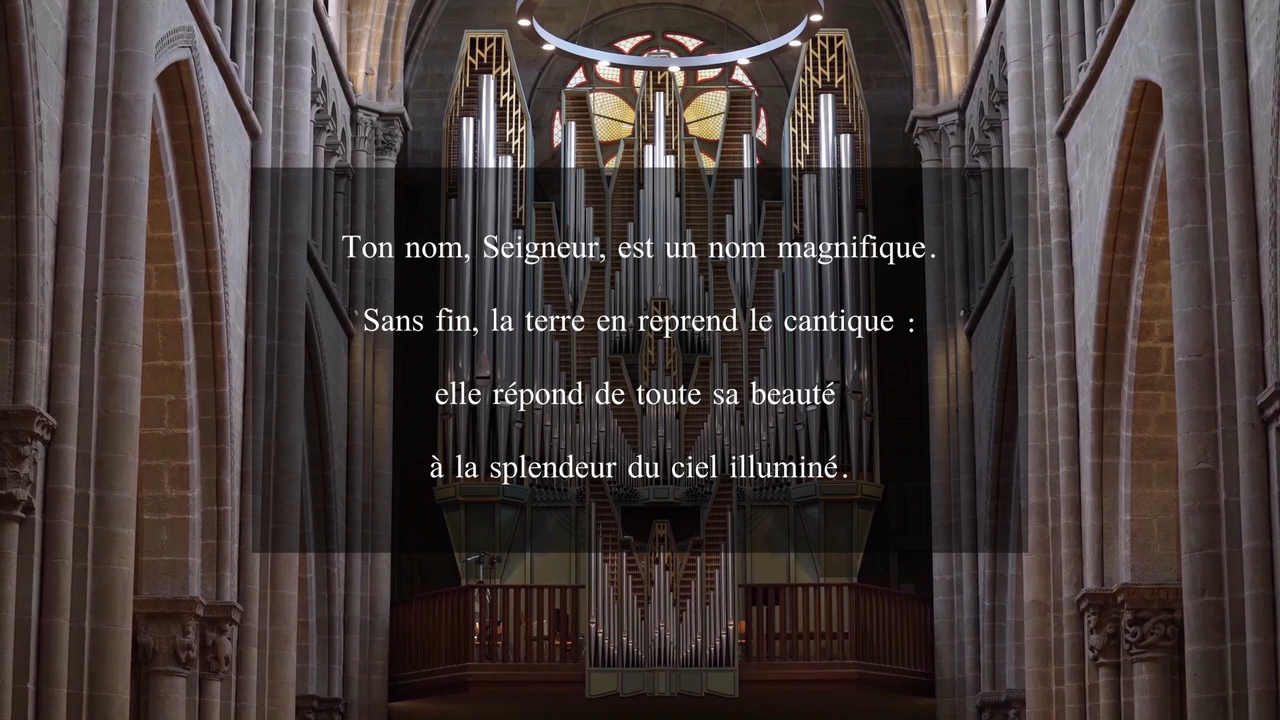 Ton nom, Seigneur, est un nom magnifique.
Sans fin, la terre en reprend le cantique :
elle répond de toute sa beauté
à la splendeur du ciel illuminé.